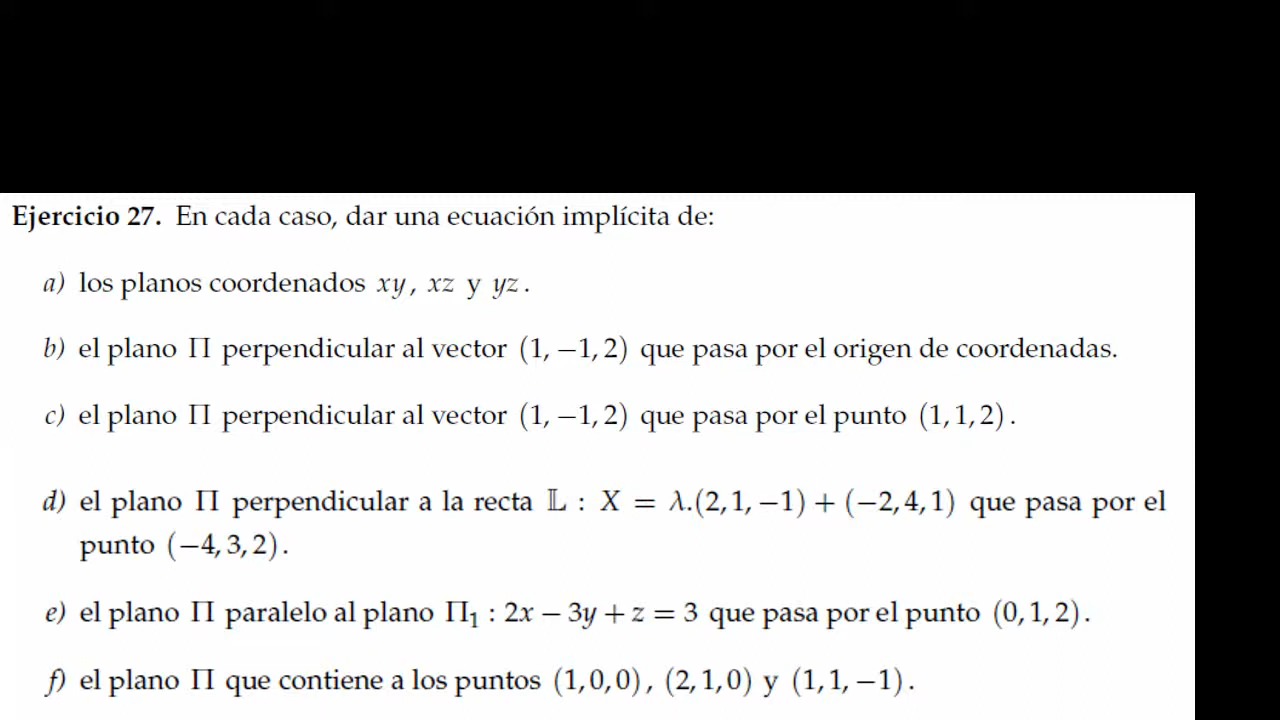 Ejercicio 27. En cada caso, dar una ecuación implícita de:
a) los planos coordenados xy, xz y yz.
b) el plano Π perpendicular al vector (1, −1, 2) que pasa por el origen de coordenadas.
c) el plano Π perpendicular al vector (1, −1, 2) que pasa por el punto (1, 1, 2).
d) el plano Π perpendicular a la recta 𝕃 : X = λ.(2, 1, −1) + (−2, 4, 1) que pasa por el
punto (−4, 3, 2).
e) el plano Π paralelo al plano Π₁ : 2x − 3y + z = 3 que pasa por el punto (0, 1, 2).
f) el plano Π que contiene a los puntos (1, 0, 0), (2, 1, 0) y (1, 1, −1).